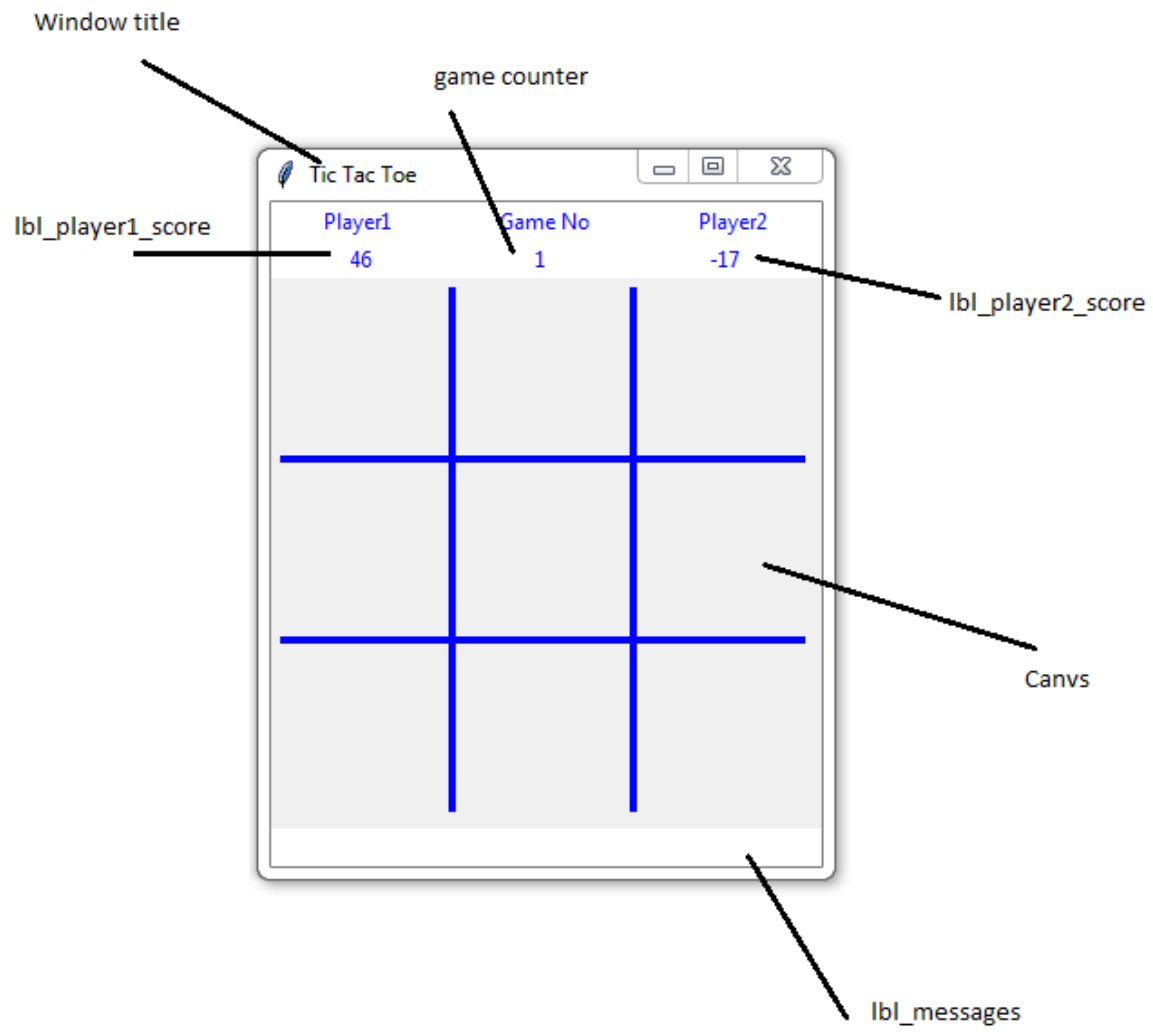 Window title
game counter
Tic Tac Toe
lbl_player1_score
Player1 Game No Player2
46 1 -17
lbl_player2_score
Canvs
lbl_messages